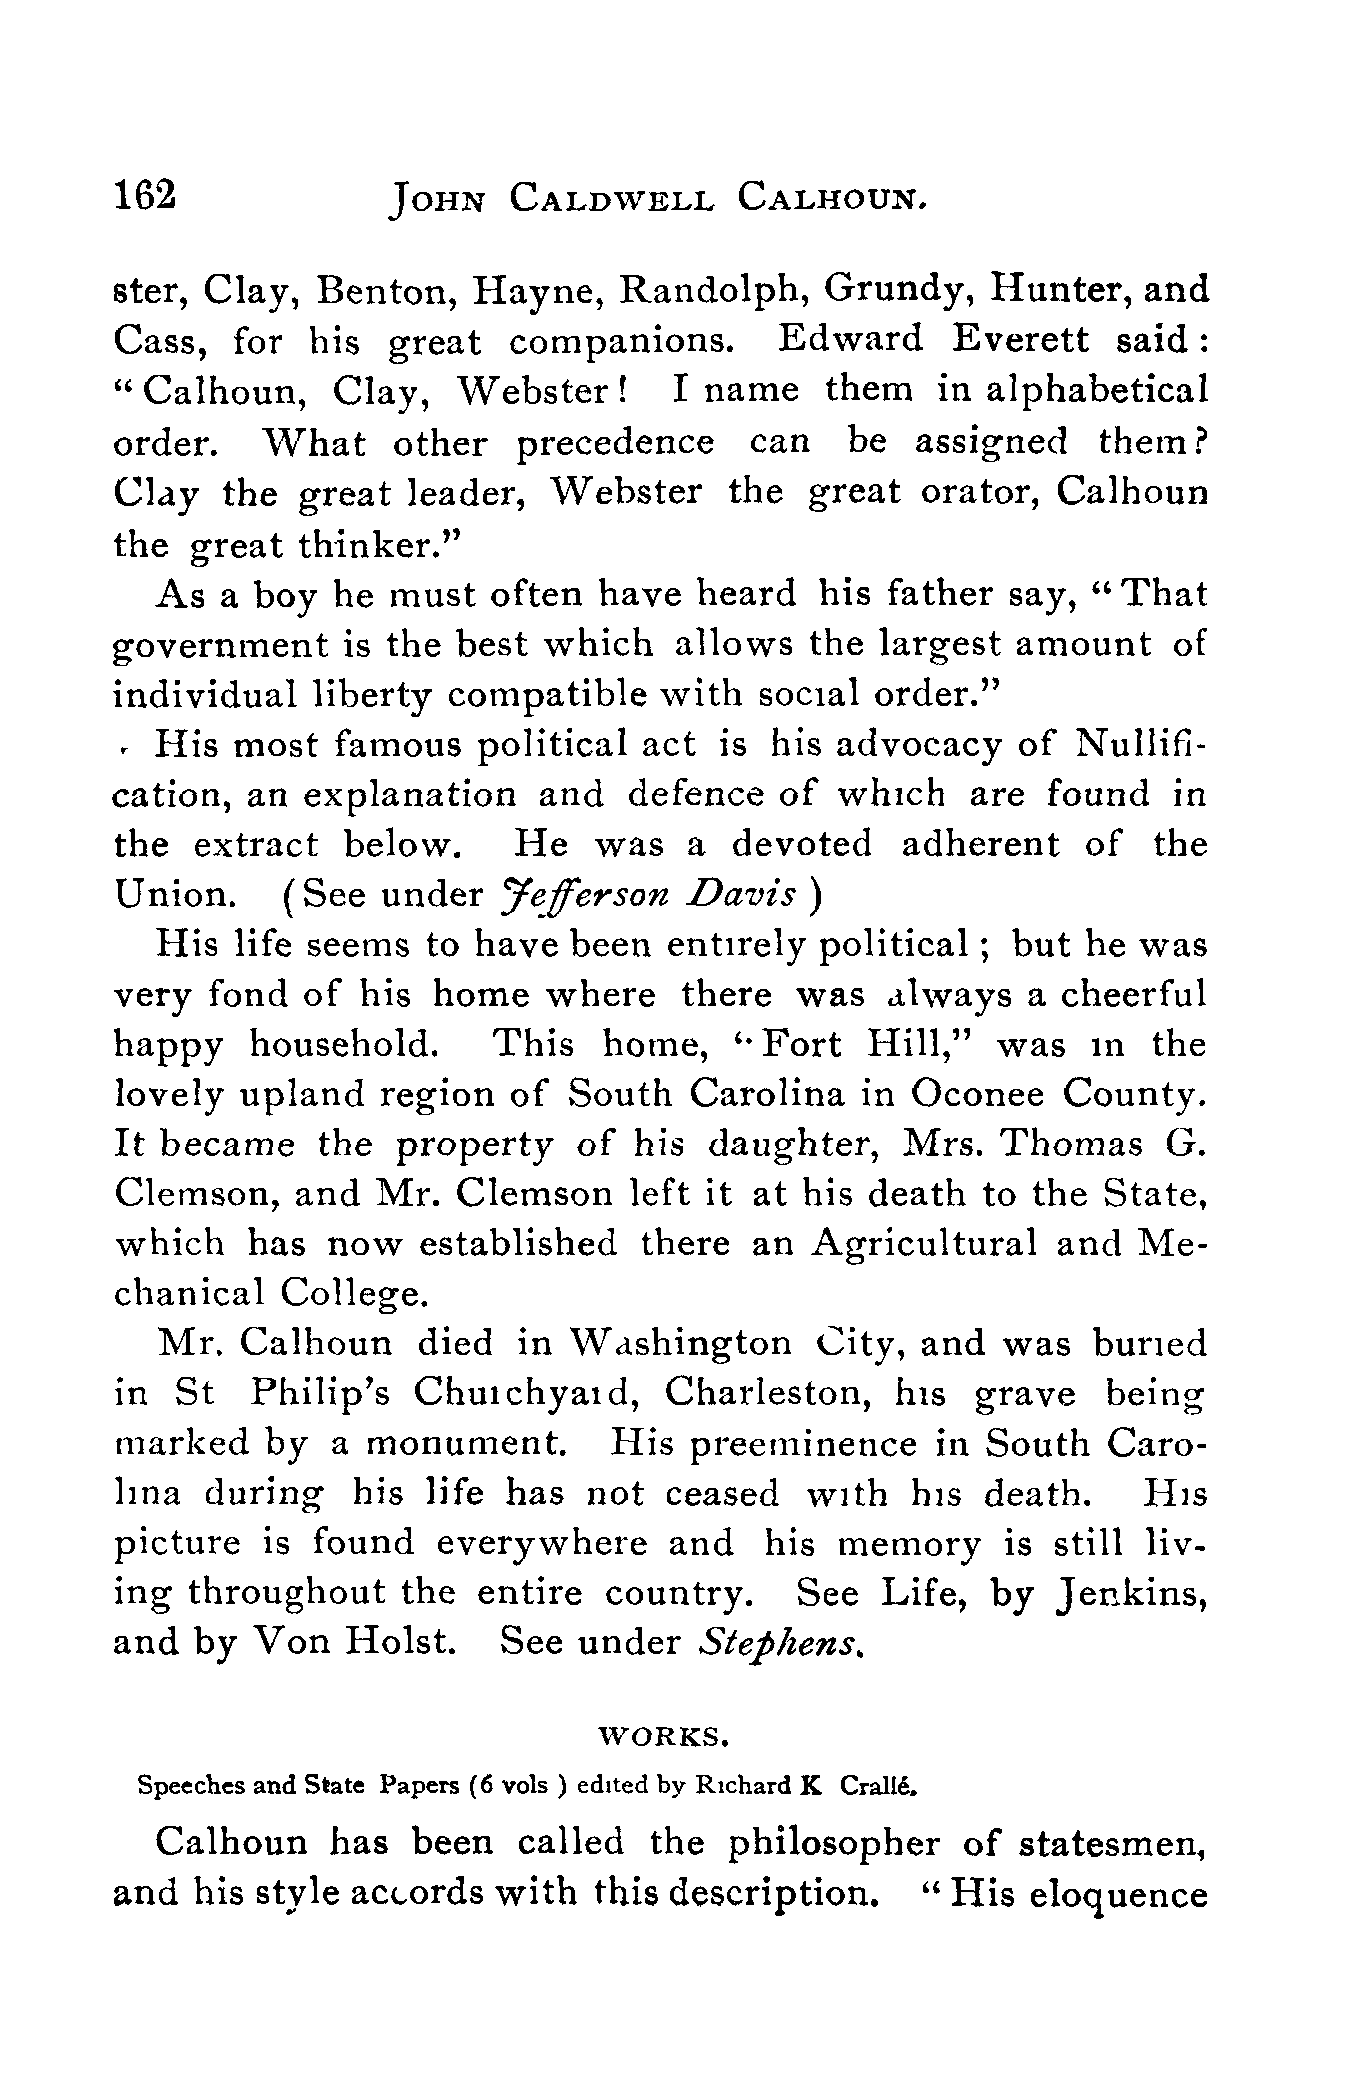 162 JOHN CALDWELL CALHOUN.
ster, Clay, Benton, Hayne, Randolph, Grundy, Hunter, and
Cass, for his great companions. Edward Everett said :
“ Calhoun, Clay, Webster ! I name them in alphabetical
order. What other precedence can be assigned them ?
Clay the great leader, Webster the great orator, Calhoun
the great thinker.”
As a boy he must often have heard his father say, “ That
government is the best which allows the largest amount of
individual liberty compatible with social order.”
His most famous political act is his advocacy of Nullifi-
cation, an explanation and defence of which are found in
the extract below. He was a devoted adherent of the
Union. (See under Jefferson Davis )
His life seems to have been entirely political ; but he was
very fond of his home where there was always a cheerful
happy household. This home, “ Fort Hill,” was in the
lovely upland region of South Carolina in Oconee County.
It became the property of his daughter, Mrs. Thomas G.
Clemson, and Mr. Clemson left it at his death to the State,
which has now established there an Agricultural and Me-
chanical College.
Mr. Calhoun died in Washington City, and was buried
in St Philip’s Churchyard, Charleston, his grave being
marked by a monument. His preeminence in South Caro-
lina during his life has not ceased with his death. His
picture is found everywhere and his memory is still liv-
ing throughout the entire country. See Life, by Jenkins,
and by Von Holst. See under Stephens.
WORKS.
Speeches and State Papers (6 vols ) edited by Richard K Crallé.
Calhoun has been called the philosopher of statesmen,
and his style accords with this description. “ His eloquence